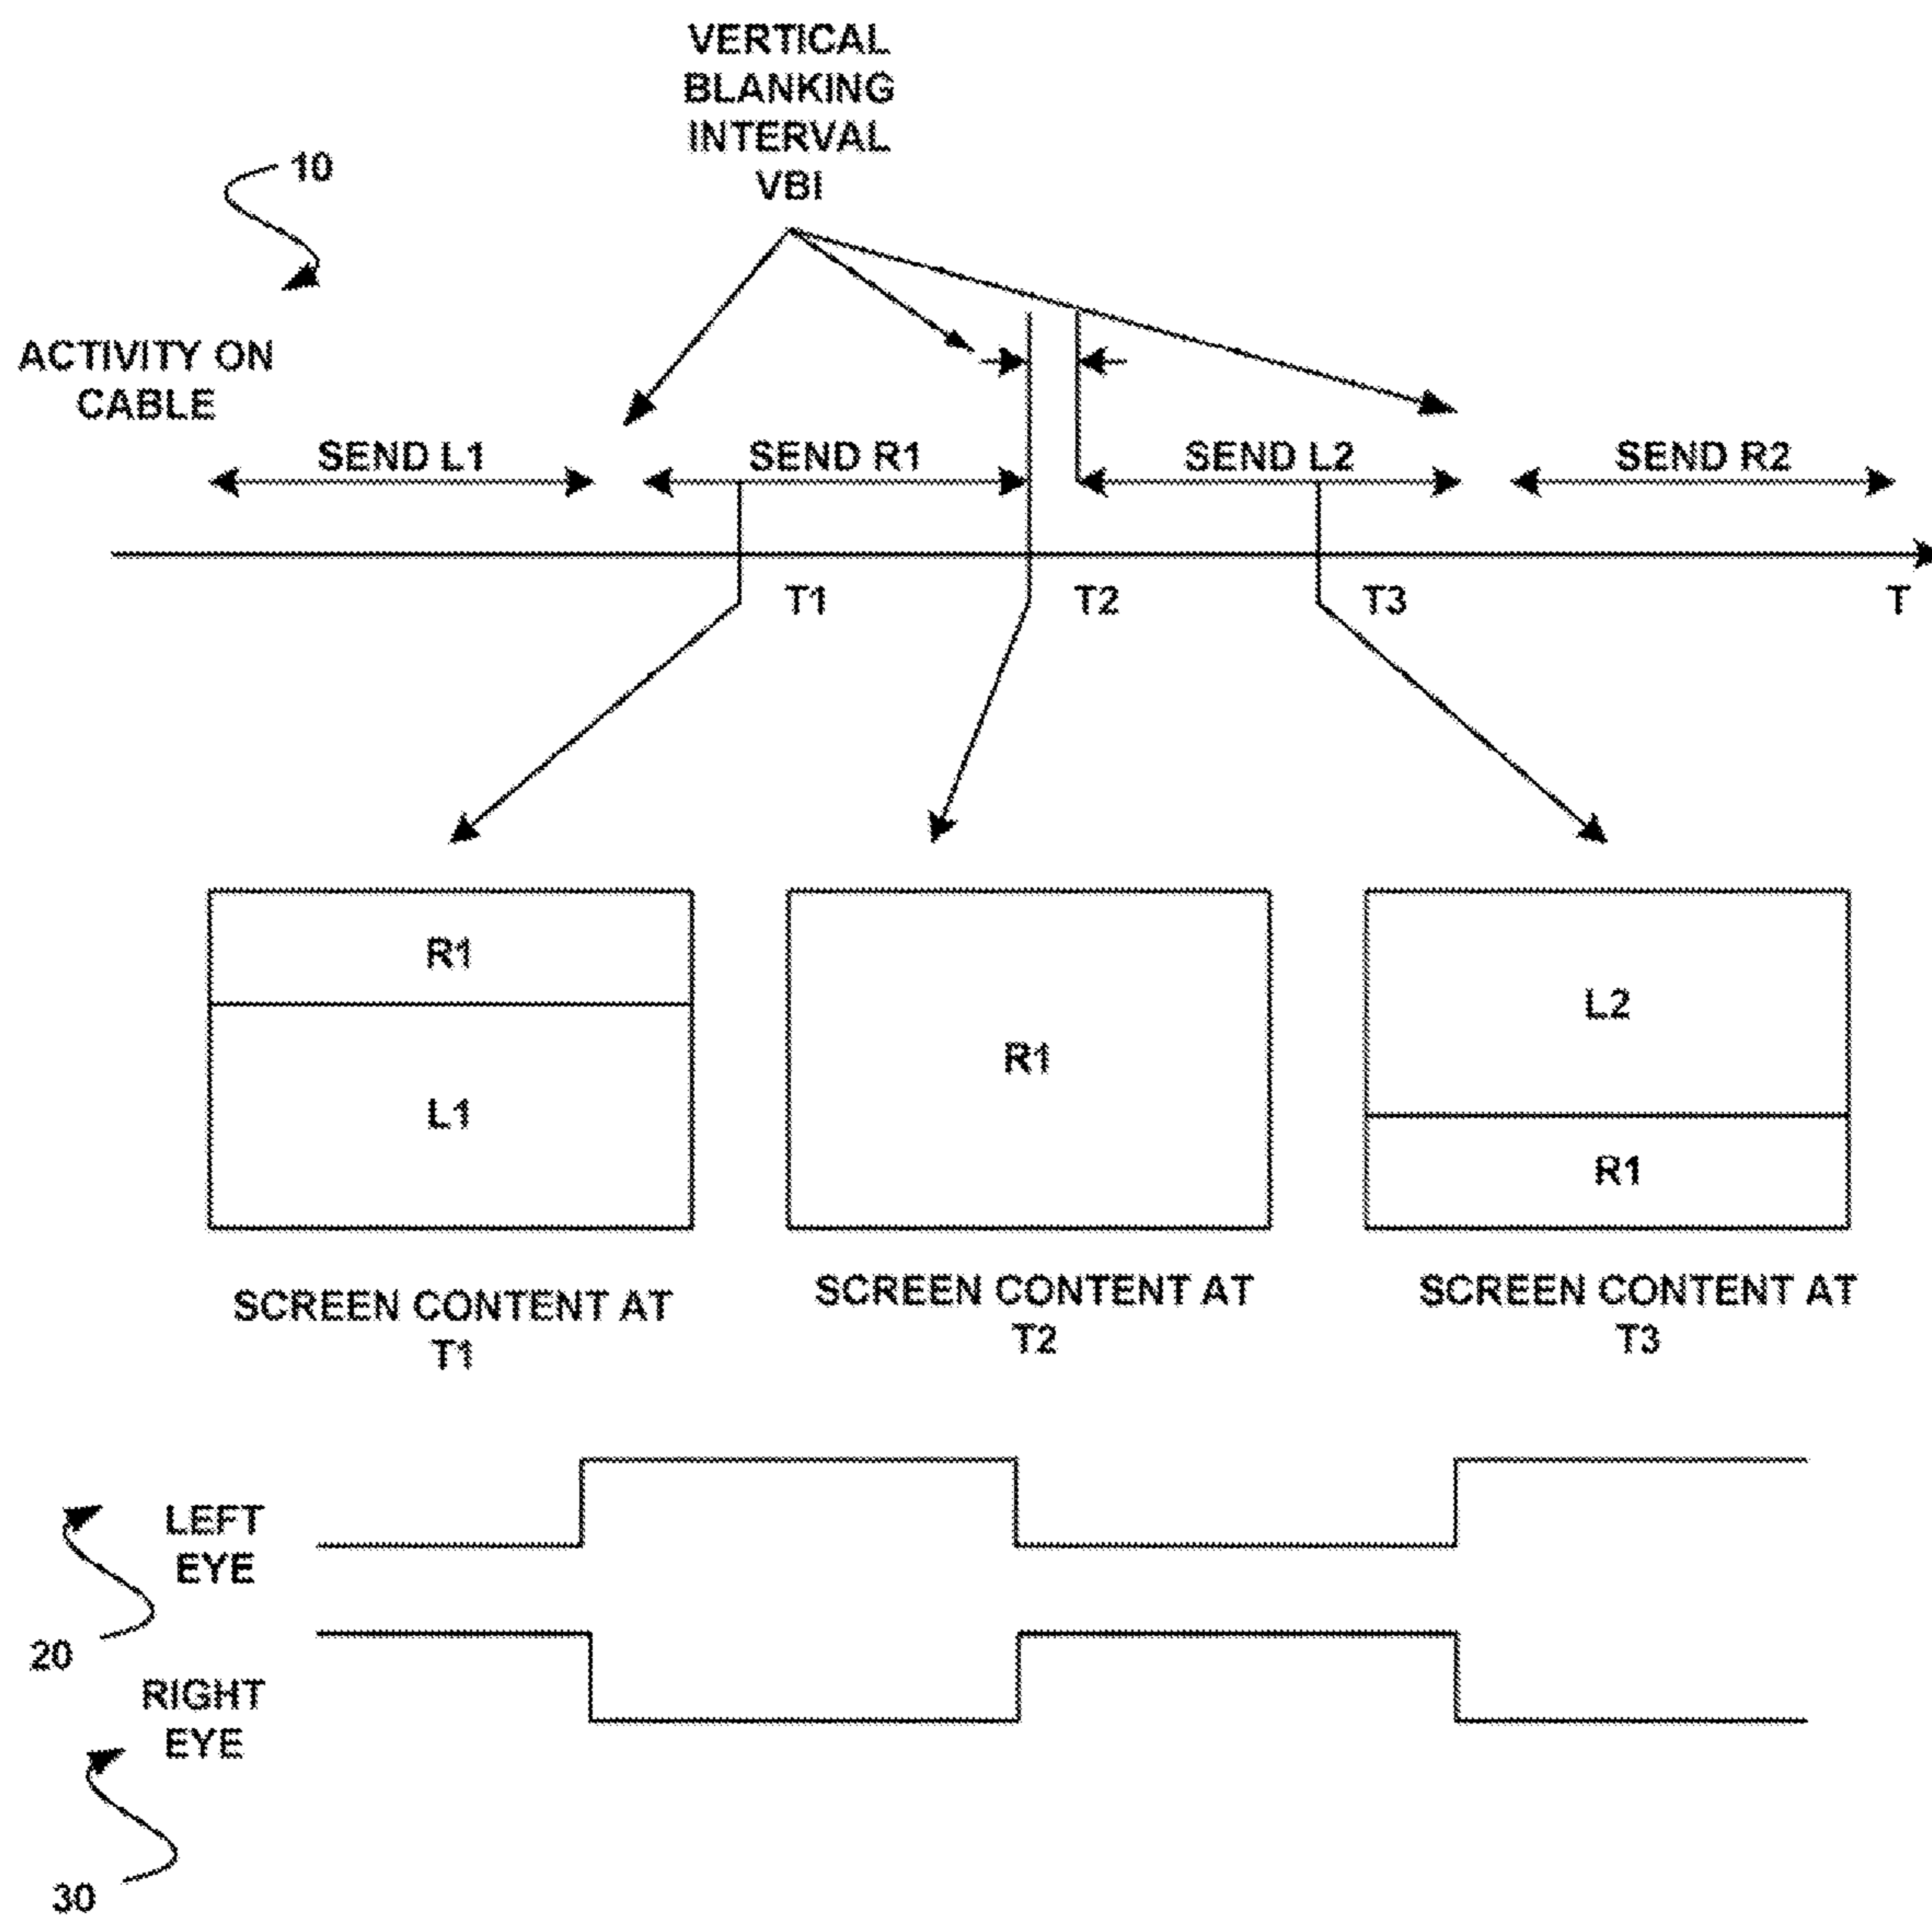 VERTICAL
BLANKING
INTERVAL
VBI
10
ACTIVITY ON
CABLE
SEND L1
SEND R1
SEND L2
SEND R2
T1
T2
T3
T
R1
L1
R1
L2
R1
SCREEN CONTENT AT
T1
SCREEN CONTENT AT
T2
SCREEN CONTENT AT
T3
LEFT
EYE
20
RIGHT
EYE
30